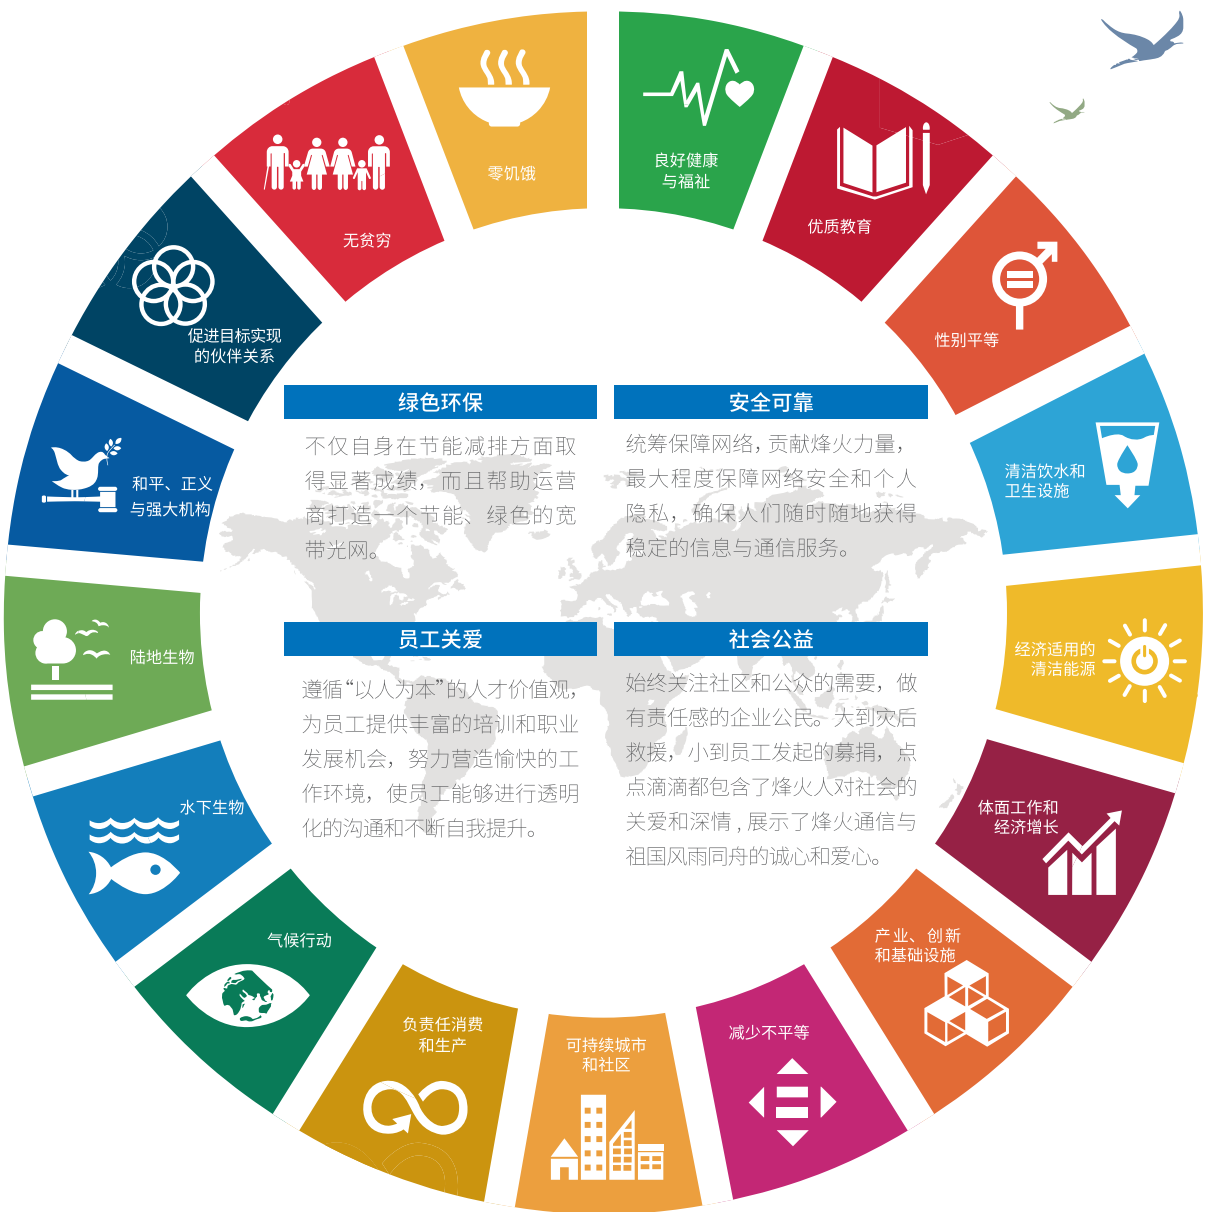 零饥饿
良好健康
与福祉
优质教育
性别平等
清洁饮水和
卫生设施
经济适用的
清洁能源
体面工作和
经济增长
产业、创新
和基础设施
减少不平等
可持续城市
和社区
负责任消费
和生产
气候行动
水下生物
陆地生物
和平、正义
与强大机构
促进目标实现
的伙伴关系
无贫穷
绿色环保
不仅自身在节能减排方面取
得显著成绩，而且帮助运营
商打造一个节能、绿色的宽
带光网。
安全可靠
统筹保障网络，贡献烽火力量，
最大程度保障网络安全和个人
隐私，确保人们随时随地获得
稳定的信息与通信服务。
员工关爱
遵循“以人为本”的人才价值观，
为员工提供丰富的培训和职业
发展机会，努力营造愉快的工
作环境，使员工能够进行透明
化的沟通和不断自我提升。
社会公益
始终关注社区和公众的需要，做
有责任感的企业公民。大到灾后
救援，小到员工发起的募捐，点
点滴滴都包含了烽火人对社会的
关爱和深情，展示了烽火通信与
祖国风雨同舟的诚心和爱心。